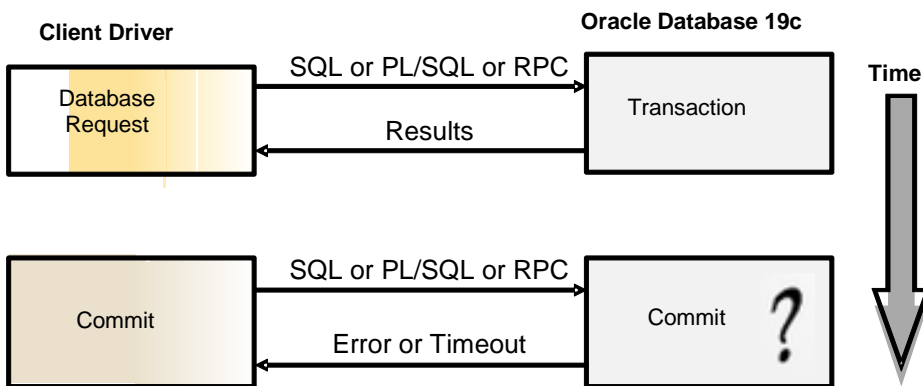 Client Driver
Oracle Database 19c
Time
SQL or PL/SQL or RPC
Database
Request
Transaction
Results
SQL or PL/SQL or RPC
Commit
Commit
?
Error or Timeout